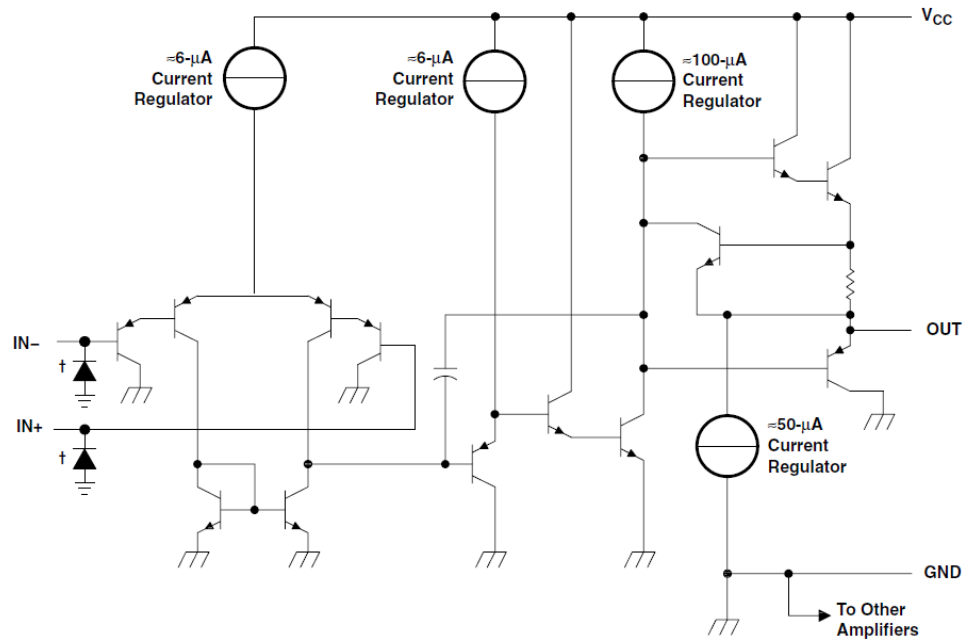 VCC
≈6-µA
Current
Regulator
≈6-µA
Current
Regulator
≈100-µA
Current
Regulator
IN−
†
OUT
IN+
†
≈50-µA
Current
Regulator
GND
To Other
Amplifiers